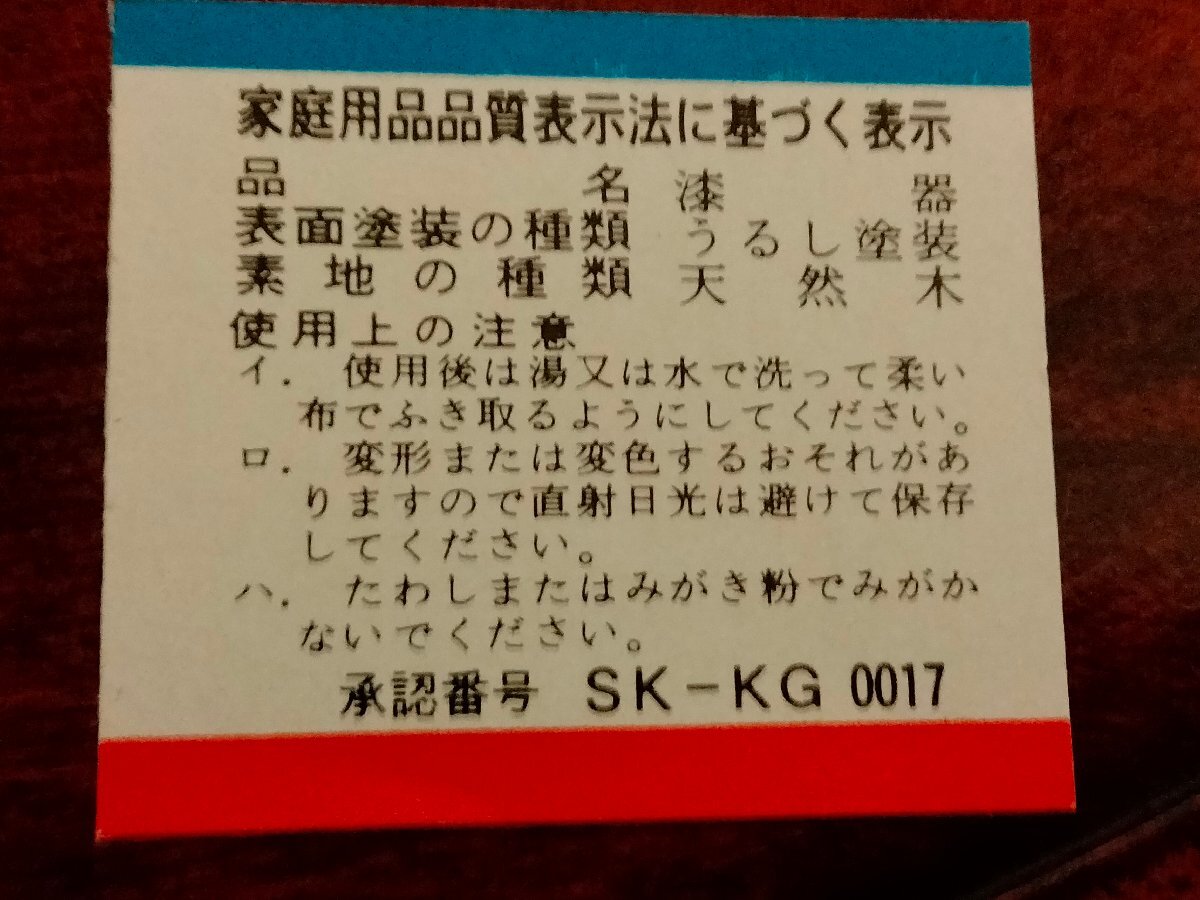 家庭用品品質表示法に基づく表示
品名 漆器
表面塗装の種類 うるし塗装
素地の種類 天然木
使用上の注意
イ. 使用後は湯又は水で洗って柔い
布でふき取るようにしてください。
ロ. 変形または変色するおそれがあ
りますので直射日光は避けて保存
してください。
ハ. たわしまたはみがき粉でみがか
ないでください。
承認番号 SK-KG 0017